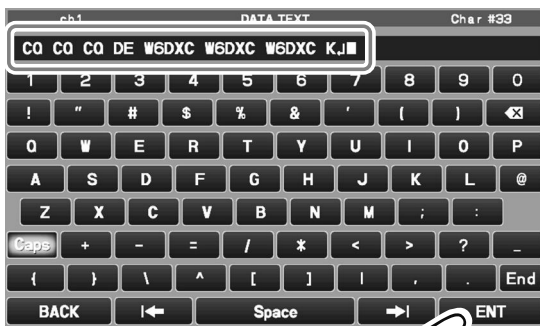 ch1 DATA TEXT Char #33
CQ CQ CQ DE W6DXC W6DXC W6DXC K↲■
1 2 3 4 5 6 7 8 9 0
! " # $ % & ' ( )
Q W E R T Y U I O P
A S D F G H J K L @
Z X C V B N M ; :
Caps + - = / * < > ? _
{ } \ ^ [ ] | , . End
BACK Space ENT